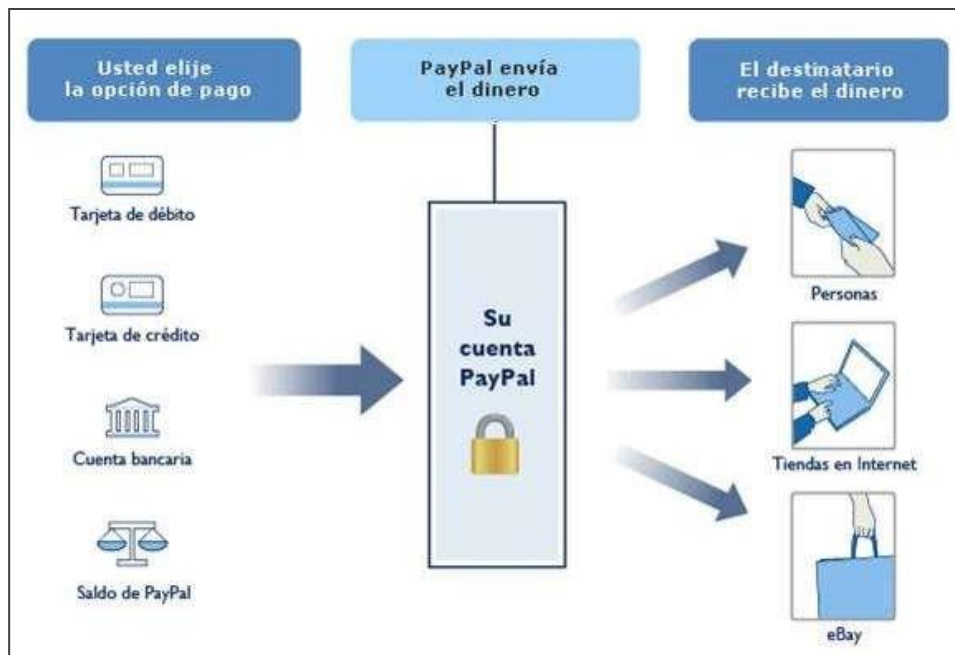 Usted elije
la opción de pago
PayPal envía
el dinero
El destinatario
recibe el dinero
Tarjeta de débito
Tarjeta de crédito
Cuenta bancaria
Saldo de PayPal
Su
cuenta
PayPal
Personas
Tiendas en Internet
eBay